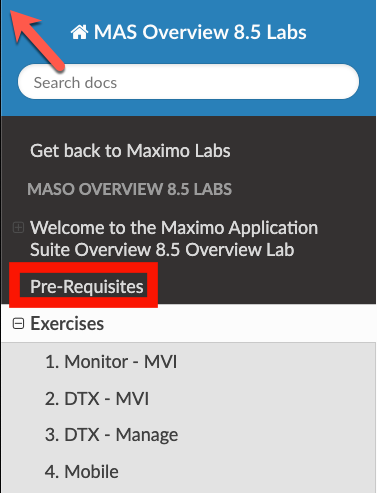 MAS Overview 8.5 Labs
Search docs
Get back to Maximo Labs
MASO OVERVIEW 8.5 LABS
Welcome to the Maximo Application
Suite Overview 8.5 Overview Lab
Pre-Requisites
Exercises
1. Monitor - MVI
2. DTX - MVI
3. DTX - Manage
4. Mobile